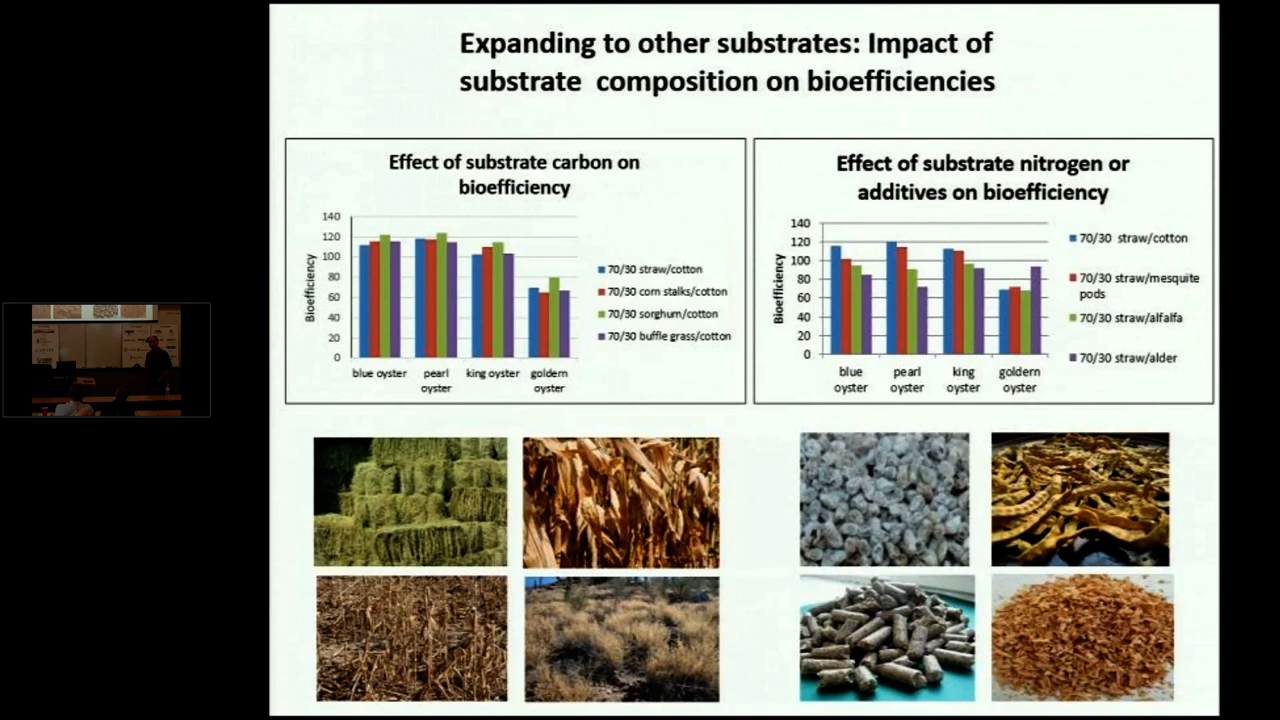 Expanding to other substrates: Impact of
substrate composition on bioefficiencies
Effect of substrate carbon on
bioefficiency
140
120
100
80
60
40
20
0
Bioefficiency
blue oyster
pearl
oyster
king oyster
goldern
oyster
70/30 straw/cotton
70/30 corn stalks/cotton
70/30 sorghum/cotton
70/30 buffle grass/cotton
Effect of substrate nitrogen or
additives on bioefficiency
140
120
100
80
60
40
20
0
Bioefficiency
blue
oyster
pearl
oyster
king
oyster
goldern
oyster
70/30 straw/cotton
70/30 straw/mesquite
pods
70/30 straw/alfalfa
70/30 straw/alder